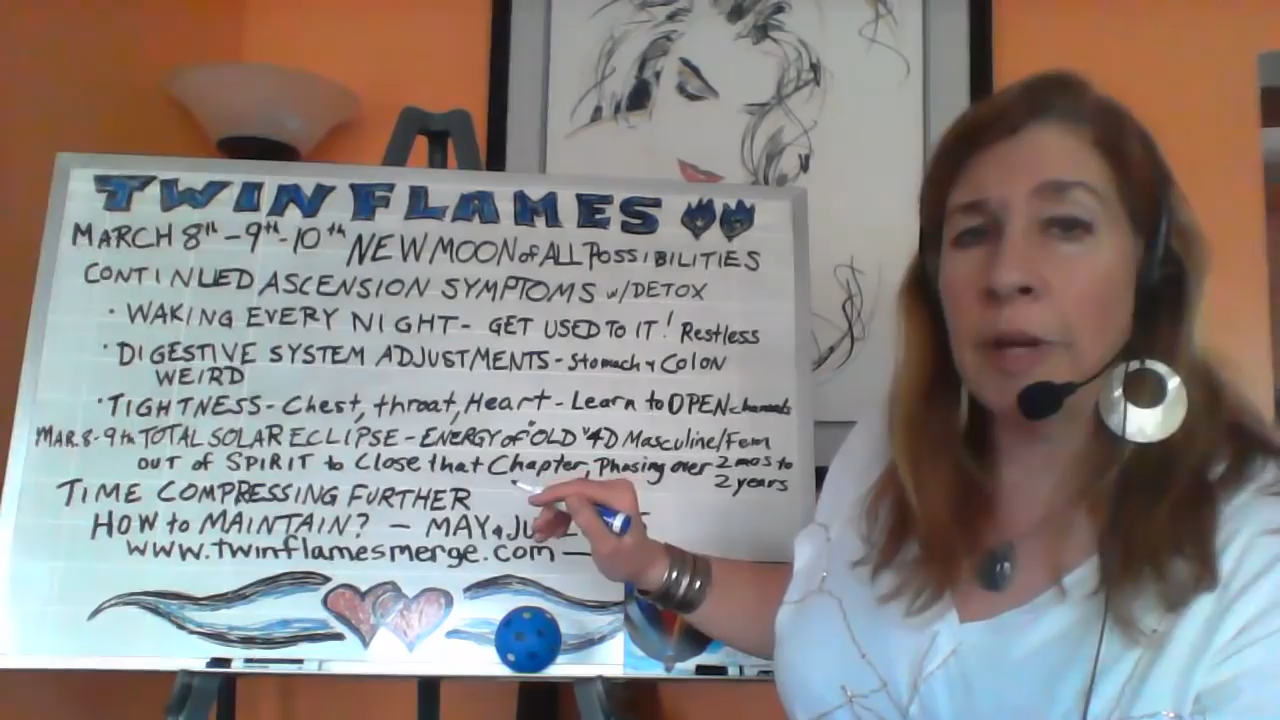 TWIN FLAMES
MARCH 8th-9th-10th NEW MOON of ALL POSSIBILITIES
CONTINUED ASCENSION SYMPTOMS w/DETOX
· WAKING EVERY NIGHT - GET USED TO IT! Restless
· DIGESTIVE SYSTEM ADJUSTMENTS - Stomach & Colon
WEIRD
· TIGHTNESS - Chest, throat, Heart - Learn to OPEN channels
MAR. 8-9th TOTAL SOLAR ECLIPSE - ENERGY of "OLD" 4D Masculine/Fem
OUT of SPIRIT to Close that Chapter, Phasing over 2 mos to
2 years
TIME COMPRESSING FURTHER
HOW to MAINTAIN? - MAY &
www.twinflamesmerge.com —